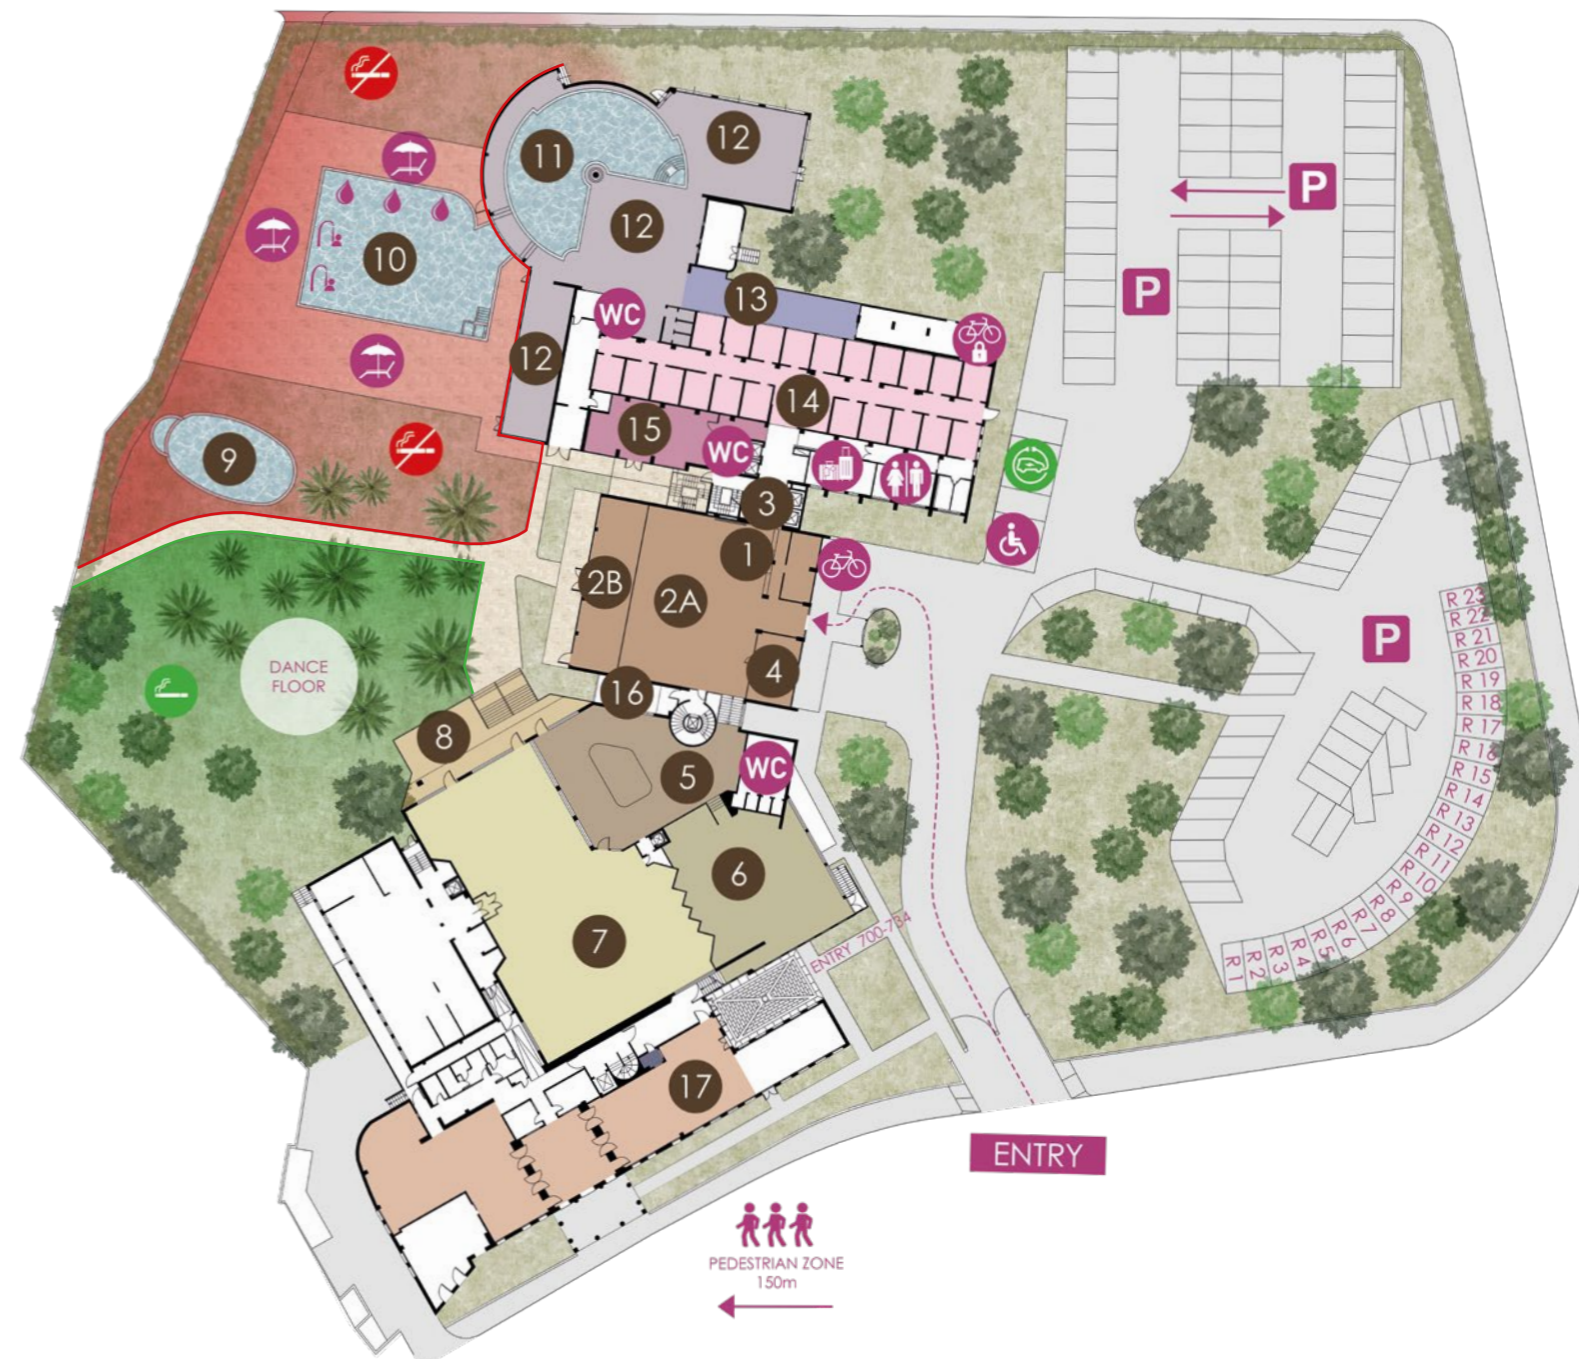 11
12
P
12
10
P
13
WC
12
14
15
WC
9
3
1
2B
2A
R 23
R 22
R 21
R 20
R 19
R 18
R 17
R 16
R 15
R 14
R 13
R 12
R 11
R 10
R 9
R 8
R 7
R 6
R 5
R 4
R 3
R 2
R 1
P
DANCE
FLOOR
4
16
8
5
WC
6
7
ENTRY 700-734
17
ENTRY
PEDESTRIAN ZONE
150m